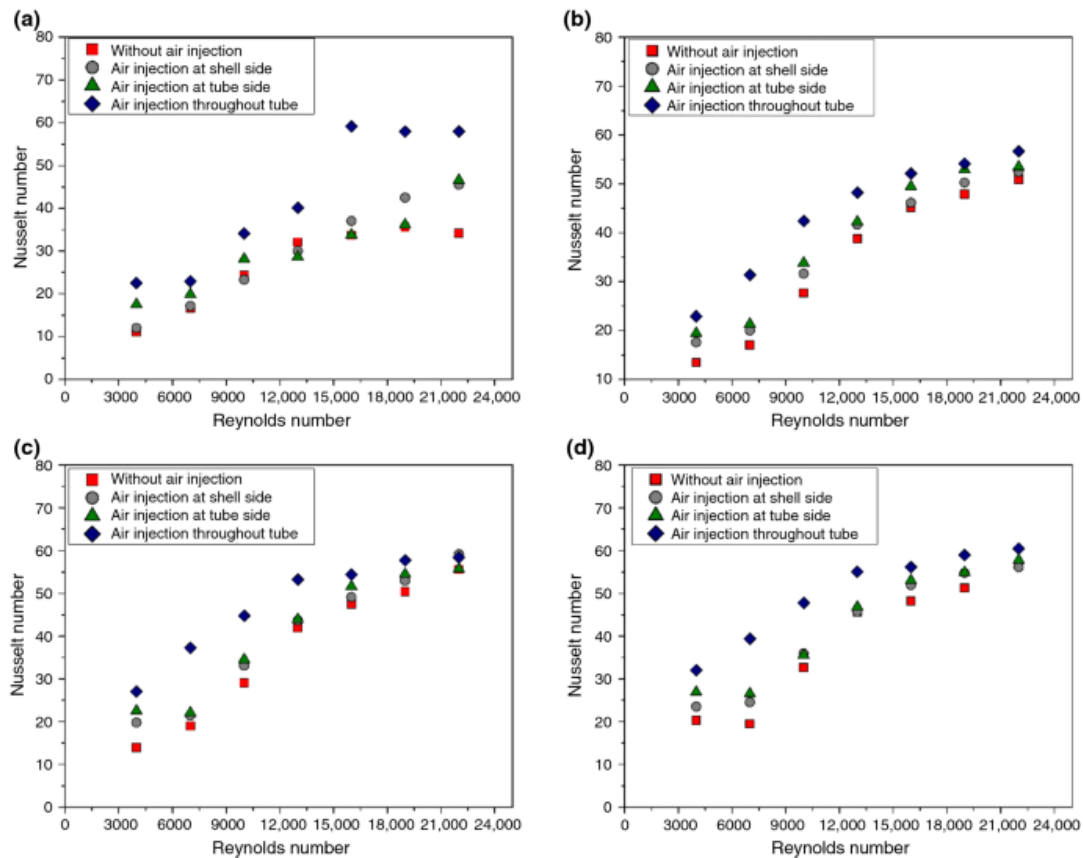 (a)
80
70
60
50
40
30
20
10
0
Nusselt number
Without air injection
Air injection at shell side
Air injection at tube side
Air injection throughout tube
0 3000 6000 9000 12,000 15,000 18,000 21,000 24,000
Reynolds number
(b)
80
70
60
50
40
30
20
10
Nusselt number
Without air injection
Air injection at shell side
Air injection at tube side
Air injection throughout tube
0 3000 6000 9000 12,000 15,000 18,000 21,000 24,000
Reynolds number
(c)
80
70
60
50
40
30
20
10
0
Nusselt number
Without air injection
Air injection at shell side
Air injection at tube side
Air injection throughout tube
0 3000 6000 9000 12,000 15,000 18,000 21,000 24,000
Reynolds number
(d)
80
70
60
50
40
30
20
10
0
Nusselt number
Without air injection
Air injection at shell side
Air injection at tube side
Air injection throughout tube
0 3000 6000 9000 12,000 15,000 18,000 21,000 24,000
Reynolds number